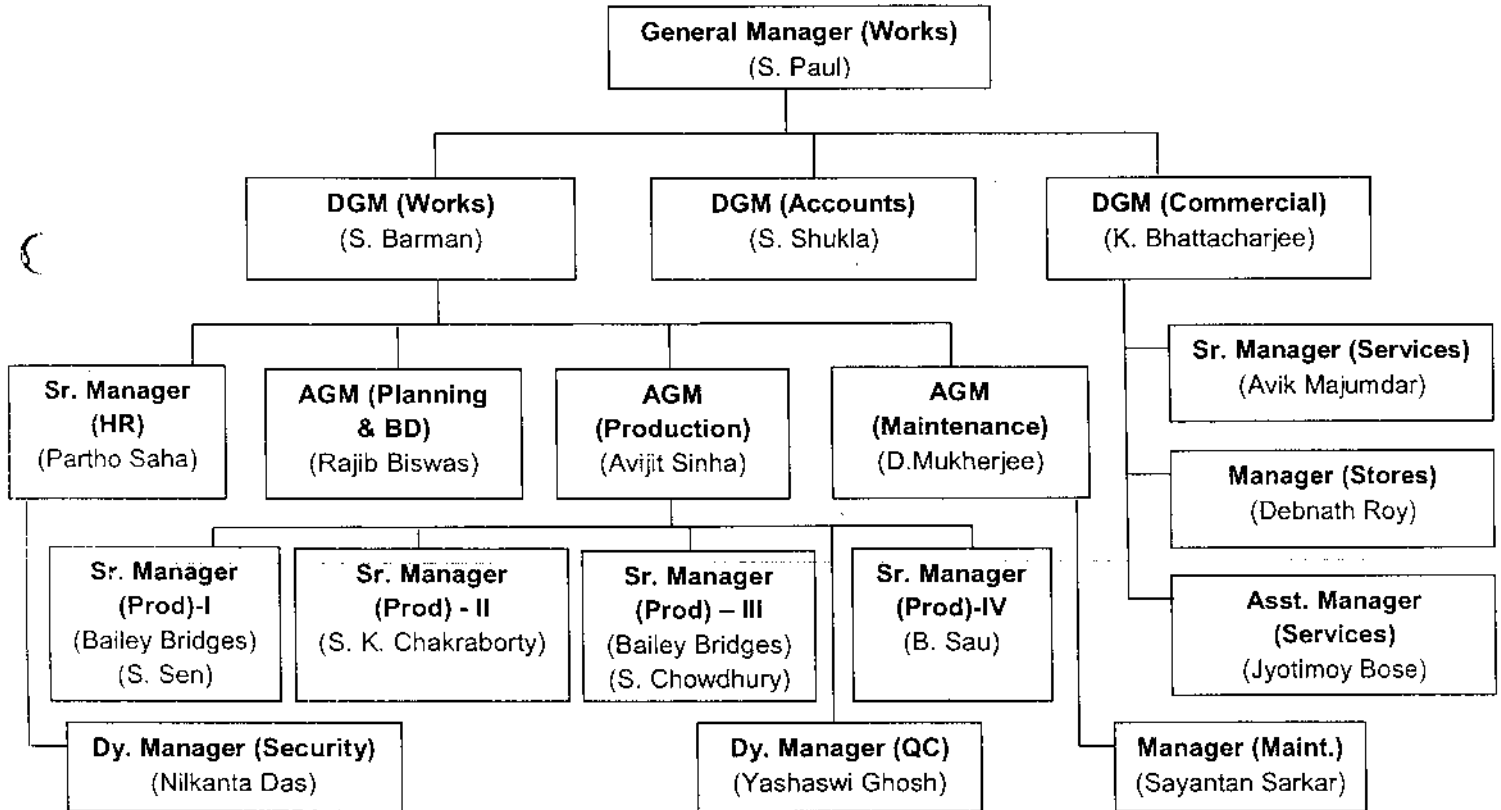 General Manager (Works)
(S. Paul)
DGM (Works)
(S. Barman)
DGM (Accounts)
(S. Shukla)
DGM (Commercial)
(K. Bhattacharjee)
Sr. Manager
(HR)
(Partho Saha)
AGM (Planning
& BD)
(Rajib Biswas)
AGM
(Production)
(Avijit Sinha)
AGM
(Maintenance)
(D.Mukherjee)
Sr. Manager (Services)
(Avik Majumdar)
Manager (Stores)
(Debnath Roy)
Asst. Manager
(Services)
(Jyotimoy Bose)
Sr. Manager
(Prod)-I
(Bailey Bridges)
(S. Sen)
Sr. Manager
(Prod) - II
(S. K. Chakraborty)
Sr. Manager
(Prod) – III
(Bailey Bridges)
(S. Chowdhury)
Sr. Manager
(Prod)-IV
(B. Sau)
Dy. Manager (Security)
(Nilkanta Das)
Dy. Manager (QC)
(Yashaswi Ghosh)
Manager (Maint.)
(Sayantan Sarkar)